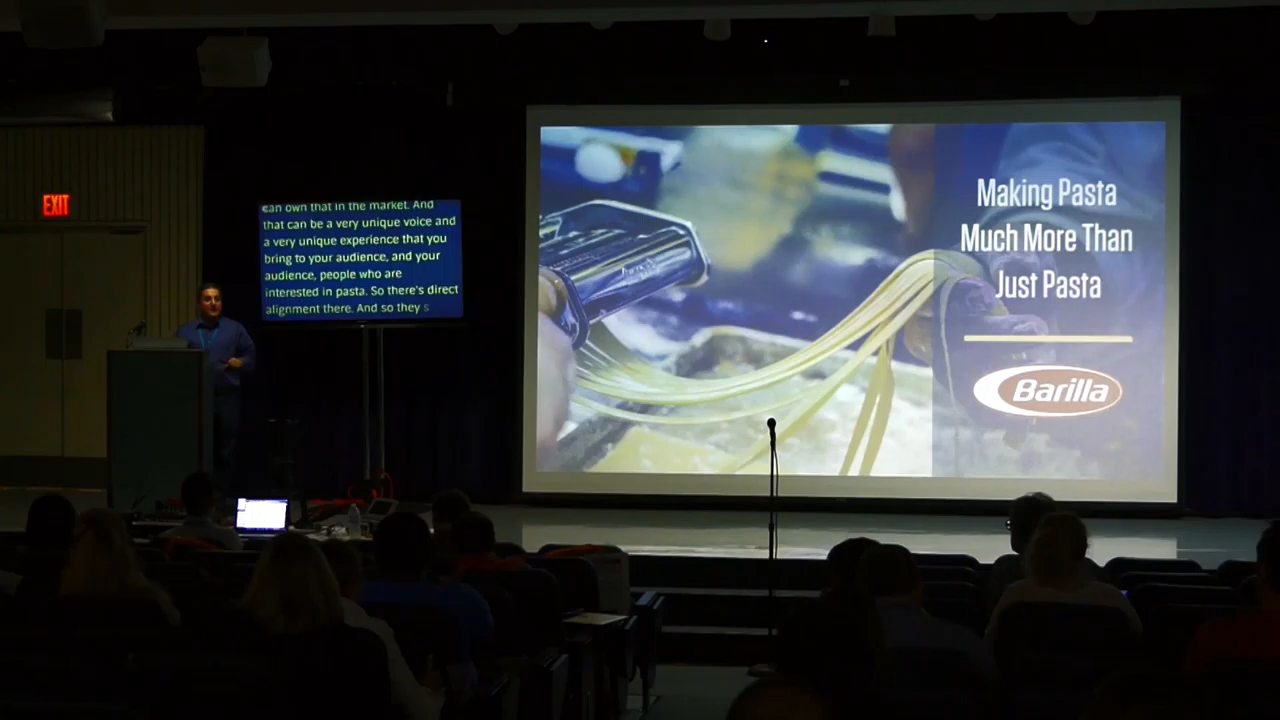 EXIT
can own that in the market. And
that can be a very unique voice and
a very unique experience that you
bring to your audience, and your
audience, people who are
interested in pasta. So there's direct
alignment there. And so they s
Making Pasta
Much More Than
Just Pasta
Barilla